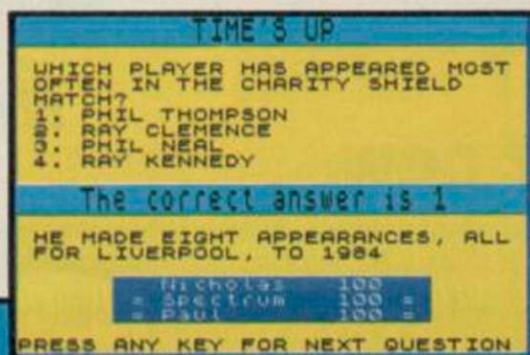 TIME'S UP
WHICH PLAYER HAS APPEARED MOST
OFTEN IN THE CHARITY SHIELD
MATCH?
1. PHIL THOMPSON
2. RAY CLEMENCE
3. PHIL NEAL
4. RAY KENNEDY
The correct answer is 1
HE MADE EIGHT APPEARANCES, ALL
FOR LIVERPOOL, TO 1984
Nicholas 100
= Spectrum 100 =
= Paul 100 =
PRESS ANY KEY FOR NEXT QUESTION